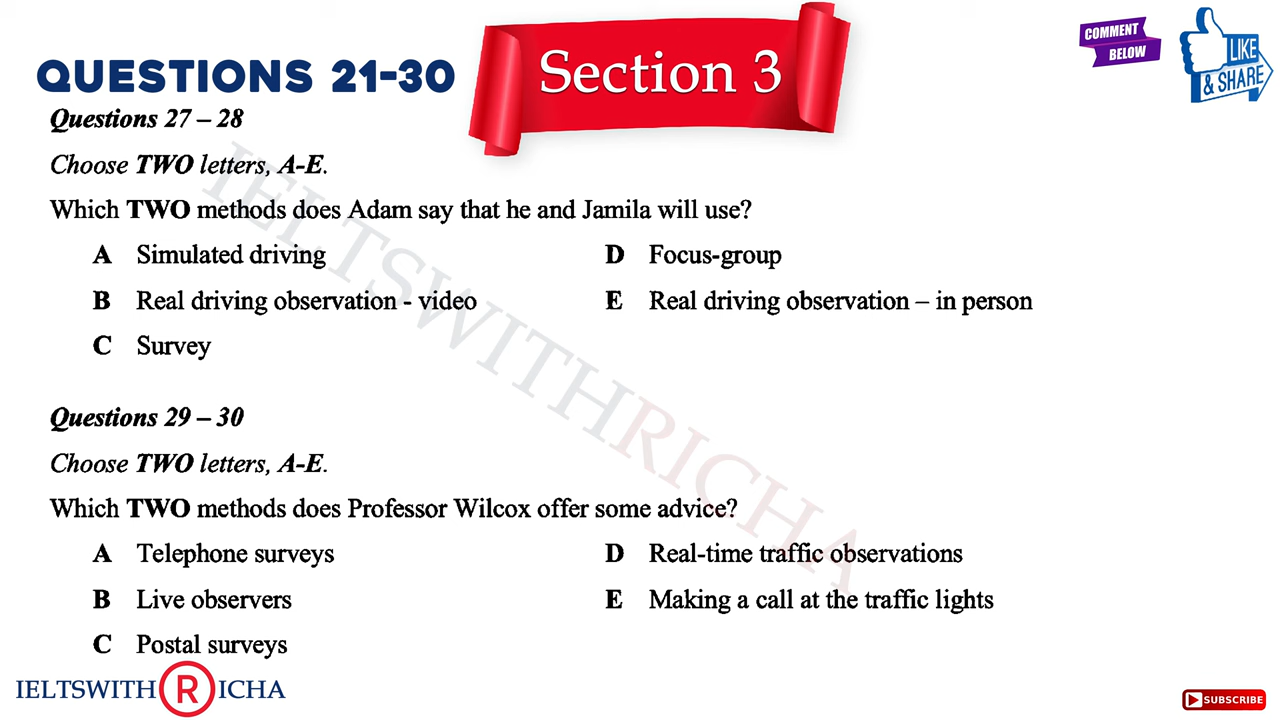 QUESTIONS 21-30
Section 3
COMMENT
BELOW
LIKE
& SHARE
Questions 27 – 28
Choose TWO letters, A-E.
Which TWO methods does Adam say that he and Jamila will use?
A Simulated driving
B Real driving observation - video
C Survey
D Focus-group
E Real driving observation – in person
Questions 29 – 30
Choose TWO letters, A-E.
Which TWO methods does Professor Wilcox offer some advice?
A Telephone surveys
B Live observers
C Postal surveys
D Real-time traffic observations
E Making a call at the traffic lights
IELTSWITHRICHA
IELTSWITH R ICHA
SUBSCRIBE